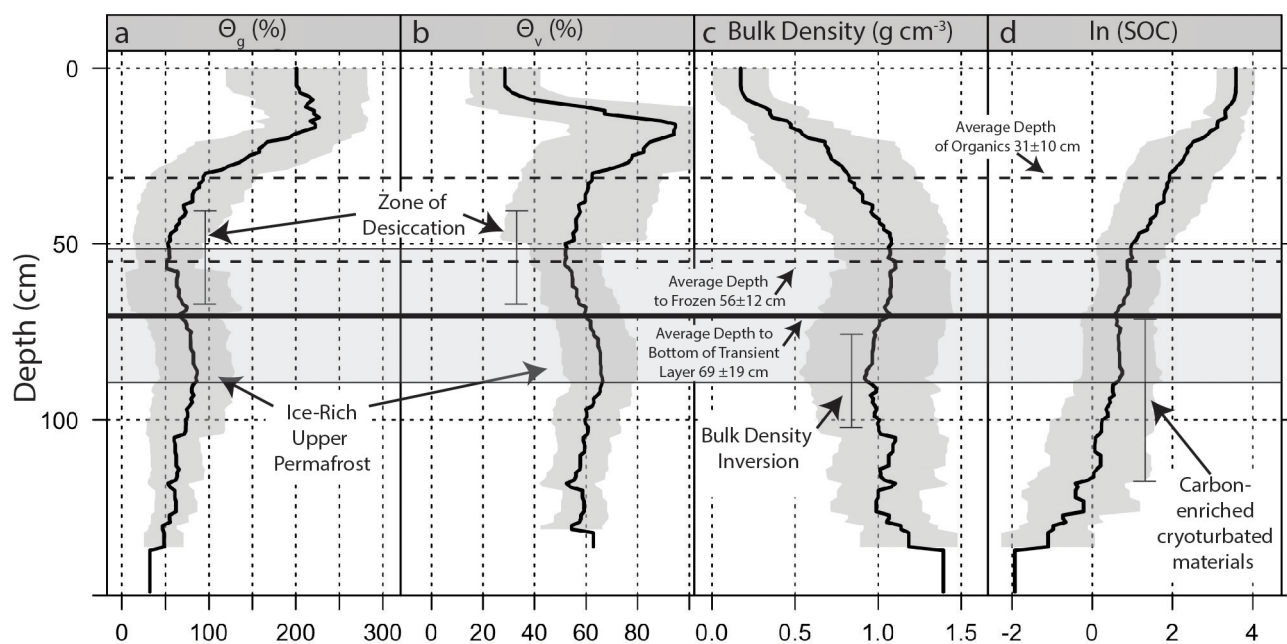 a
Θg (%)
b
Θv (%)
c
Bulk Density (g cm-3)
d
ln (SOC)
0
50
100
Depth (cm)
Average Depth
of Organics 31±10 cm
Zone of
Desiccation
Average Depth
to Frozen 56±12 cm
Average Depth to
Bottom of Transient
Layer 69 ±19 cm
Ice-Rich
Upper
Permafrost
Bulk Density
Inversion
Carbon-
enriched
cryoturbated
materials
0 100 200 300
0 20 40 60 80
0.0 0.5 1.0 1.5
-2 0 2 4